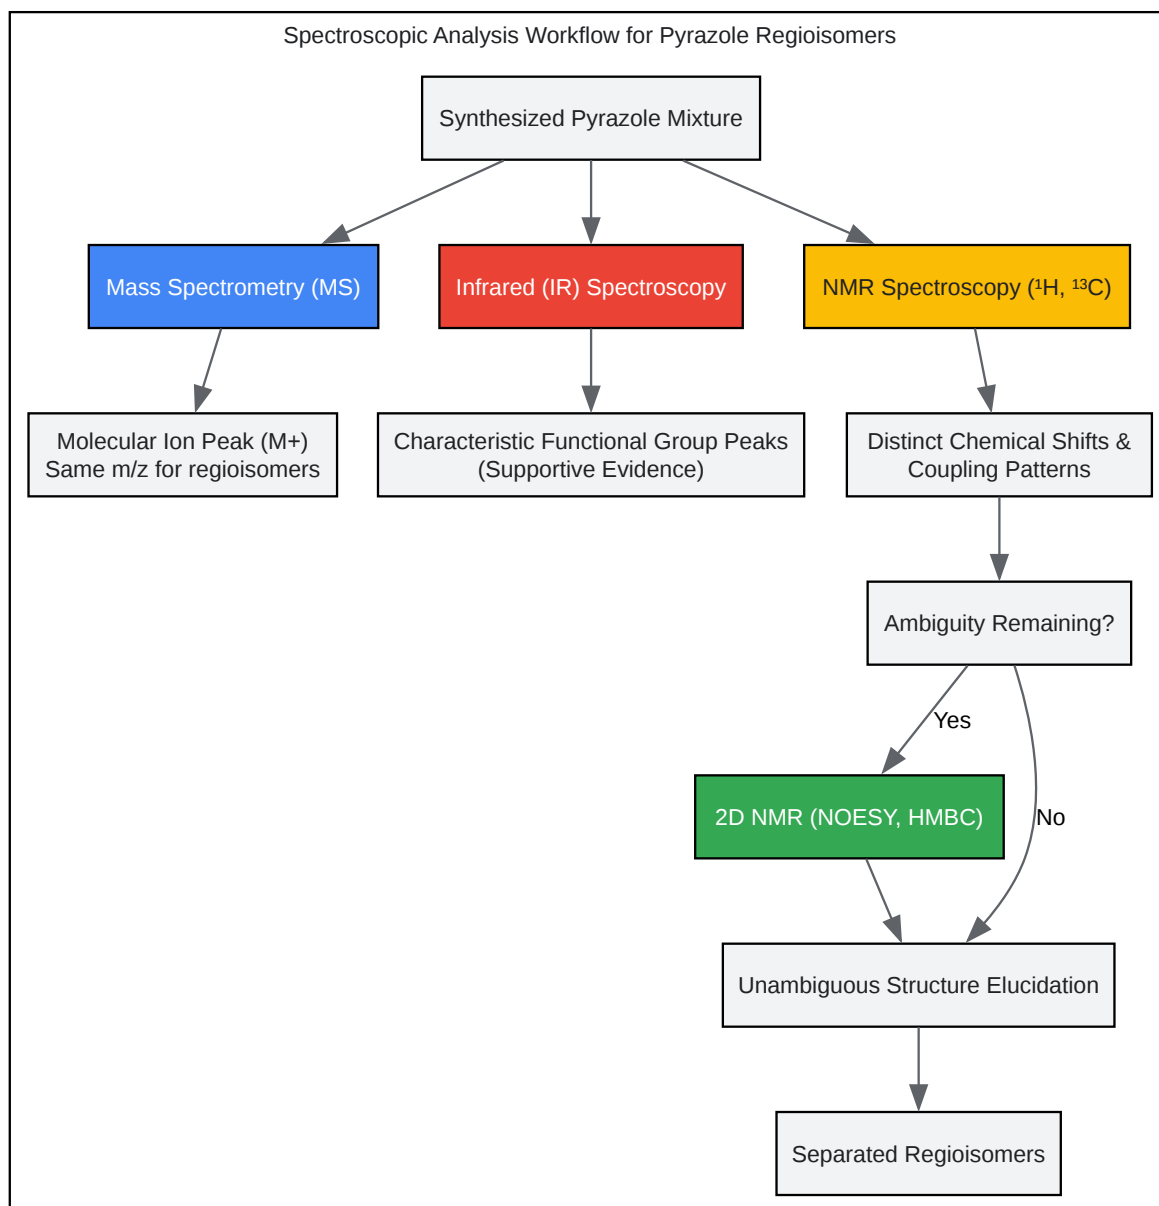 Spectroscopic Analysis Workflow for Pyrazole Regioisomers
Synthesized Pyrazole Mixture
Mass Spectrometry (MS)
Infrared (IR) Spectroscopy
NMR Spectroscopy (¹H, ¹³C)
Molecular Ion Peak (M+)
Same m/z for regioisomers
Characteristic Functional Group Peaks
(Supportive Evidence)
Distinct Chemical Shifts &
Coupling Patterns
Ambiguity Remaining?
Yes
No
2D NMR (NOESY, HMBC)
Unambiguous Structure Elucidation
Separated Regioisomers